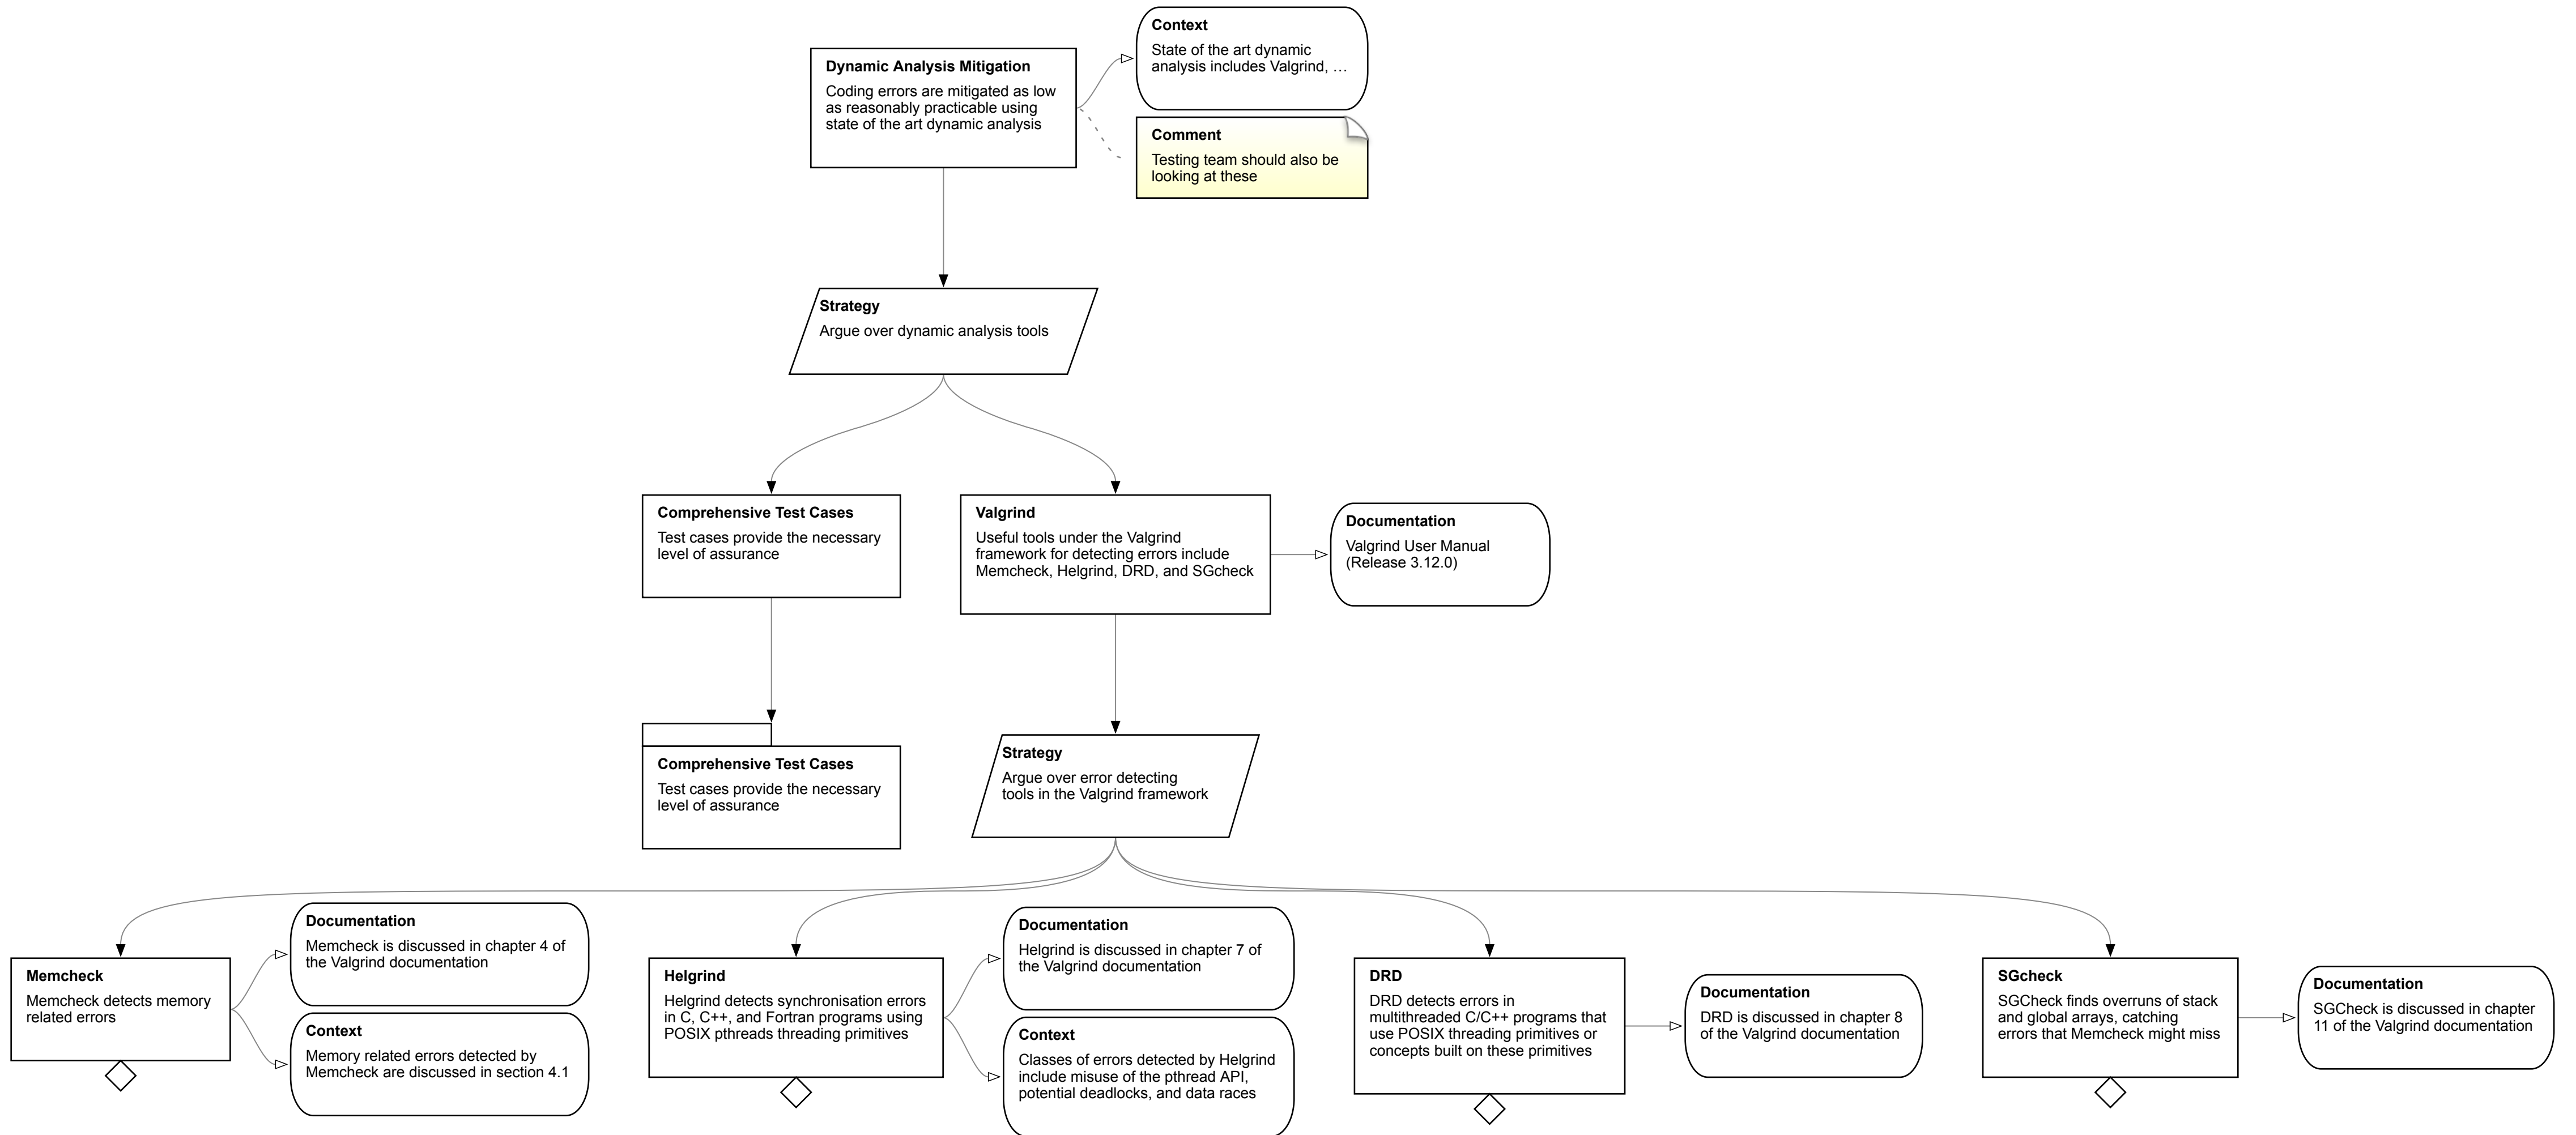 Context
State of the art dynamic
analysis includes Valgrind, …
Dynamic Analysis Mitigation
Coding errors are mitigated as low
as reasonably practicable using
state of the art dynamic analysis
Comment
Testing team should also be
looking at these
Strategy
Argue over dynamic analysis tools
Comprehensive Test Cases
Test cases provide the necessary
level of assurance
Valgrind
Useful tools under the Valgrind
framework for detecting errors include
Memcheck, Helgrind, DRD, and SGcheck
Documentation
Valgrind User Manual
(Release 3.12.0)
Comprehensive Test Cases
Test cases provide the necessary
level of assurance
Strategy
Argue over error detecting
tools in the Valgrind framework
Memcheck
Memcheck detects memory
related errors
Documentation
Memcheck is discussed in chapter 4 of
the Valgrind documentation
Context
Memory related errors detected by
Memcheck are discussed in section 4.1
Helgrind
Helgrind detects synchronisation errors
in C, C++, and Fortran programs using
POSIX pthreads threading primitives
Documentation
Helgrind is discussed in chapter 7 of
the Valgrind documentation
Context
Classes of errors detected by Helgrind
include misuse of the pthread API,
potential deadlocks, and data races
DRD
DRD detects errors in
multithreaded C/C++ programs that
use POSIX threading primitives or
concepts built on these primitives
Documentation
DRD is discussed in chapter 8
of the Valgrind documentation
SGcheck
SGCheck finds overruns of stack
and global arrays, catching
errors that Memcheck might miss
Documentation
SGCheck is discussed in chapter
11 of the Valgrind documentation